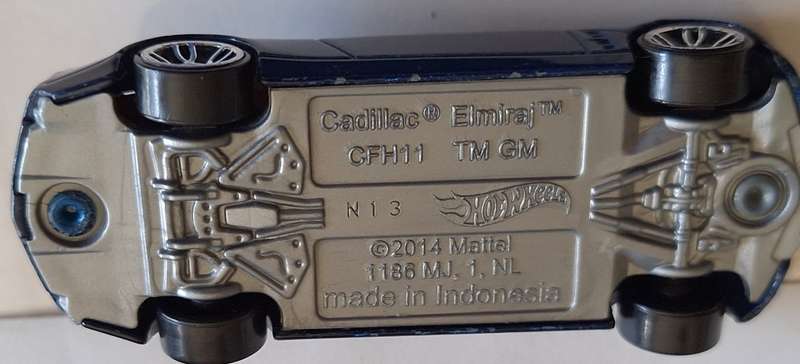 Cadillac® Elmiraj™
CFH11 TM GM
N13
Hot Wheels
©2014 Mattel
1186 MJ, 1, NL
made in Indonesia